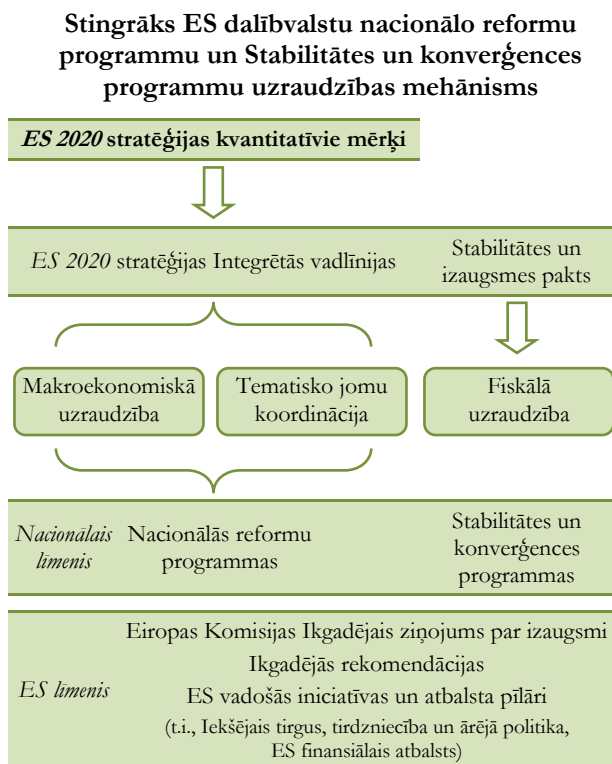 Stingrāks ES dalībvalstu nacionālo reformu
programmu un Stabilitātes un konverģences
programmu uzraudzības mehānisms
ES 2020 stratēģijas kvantitatīvie mērķi
ES 2020 stratēģijas Integrētās vadlīnijas
Stabilitātes un
izaugsmes pakts
Makroekonomiskā
uzraudzība
Tematisko jomu
koordinācija
Fiskālā
uzraudzība
Nacionālais
līmenis
Nacionālās reformu
programmas
Stabilitātes un
konverģences
programmas
ES līmenis
Eiropas Komisijas Ikgadējais ziņojums par izaugsmi
Ikgadējās rekomendācijas
ES vadošās iniciatīvas un atbalsta pīlāri
(t.i., Iekšējais tirgus, tirdzniecība un ārējā politika,
ES finansiālais atbalsts)